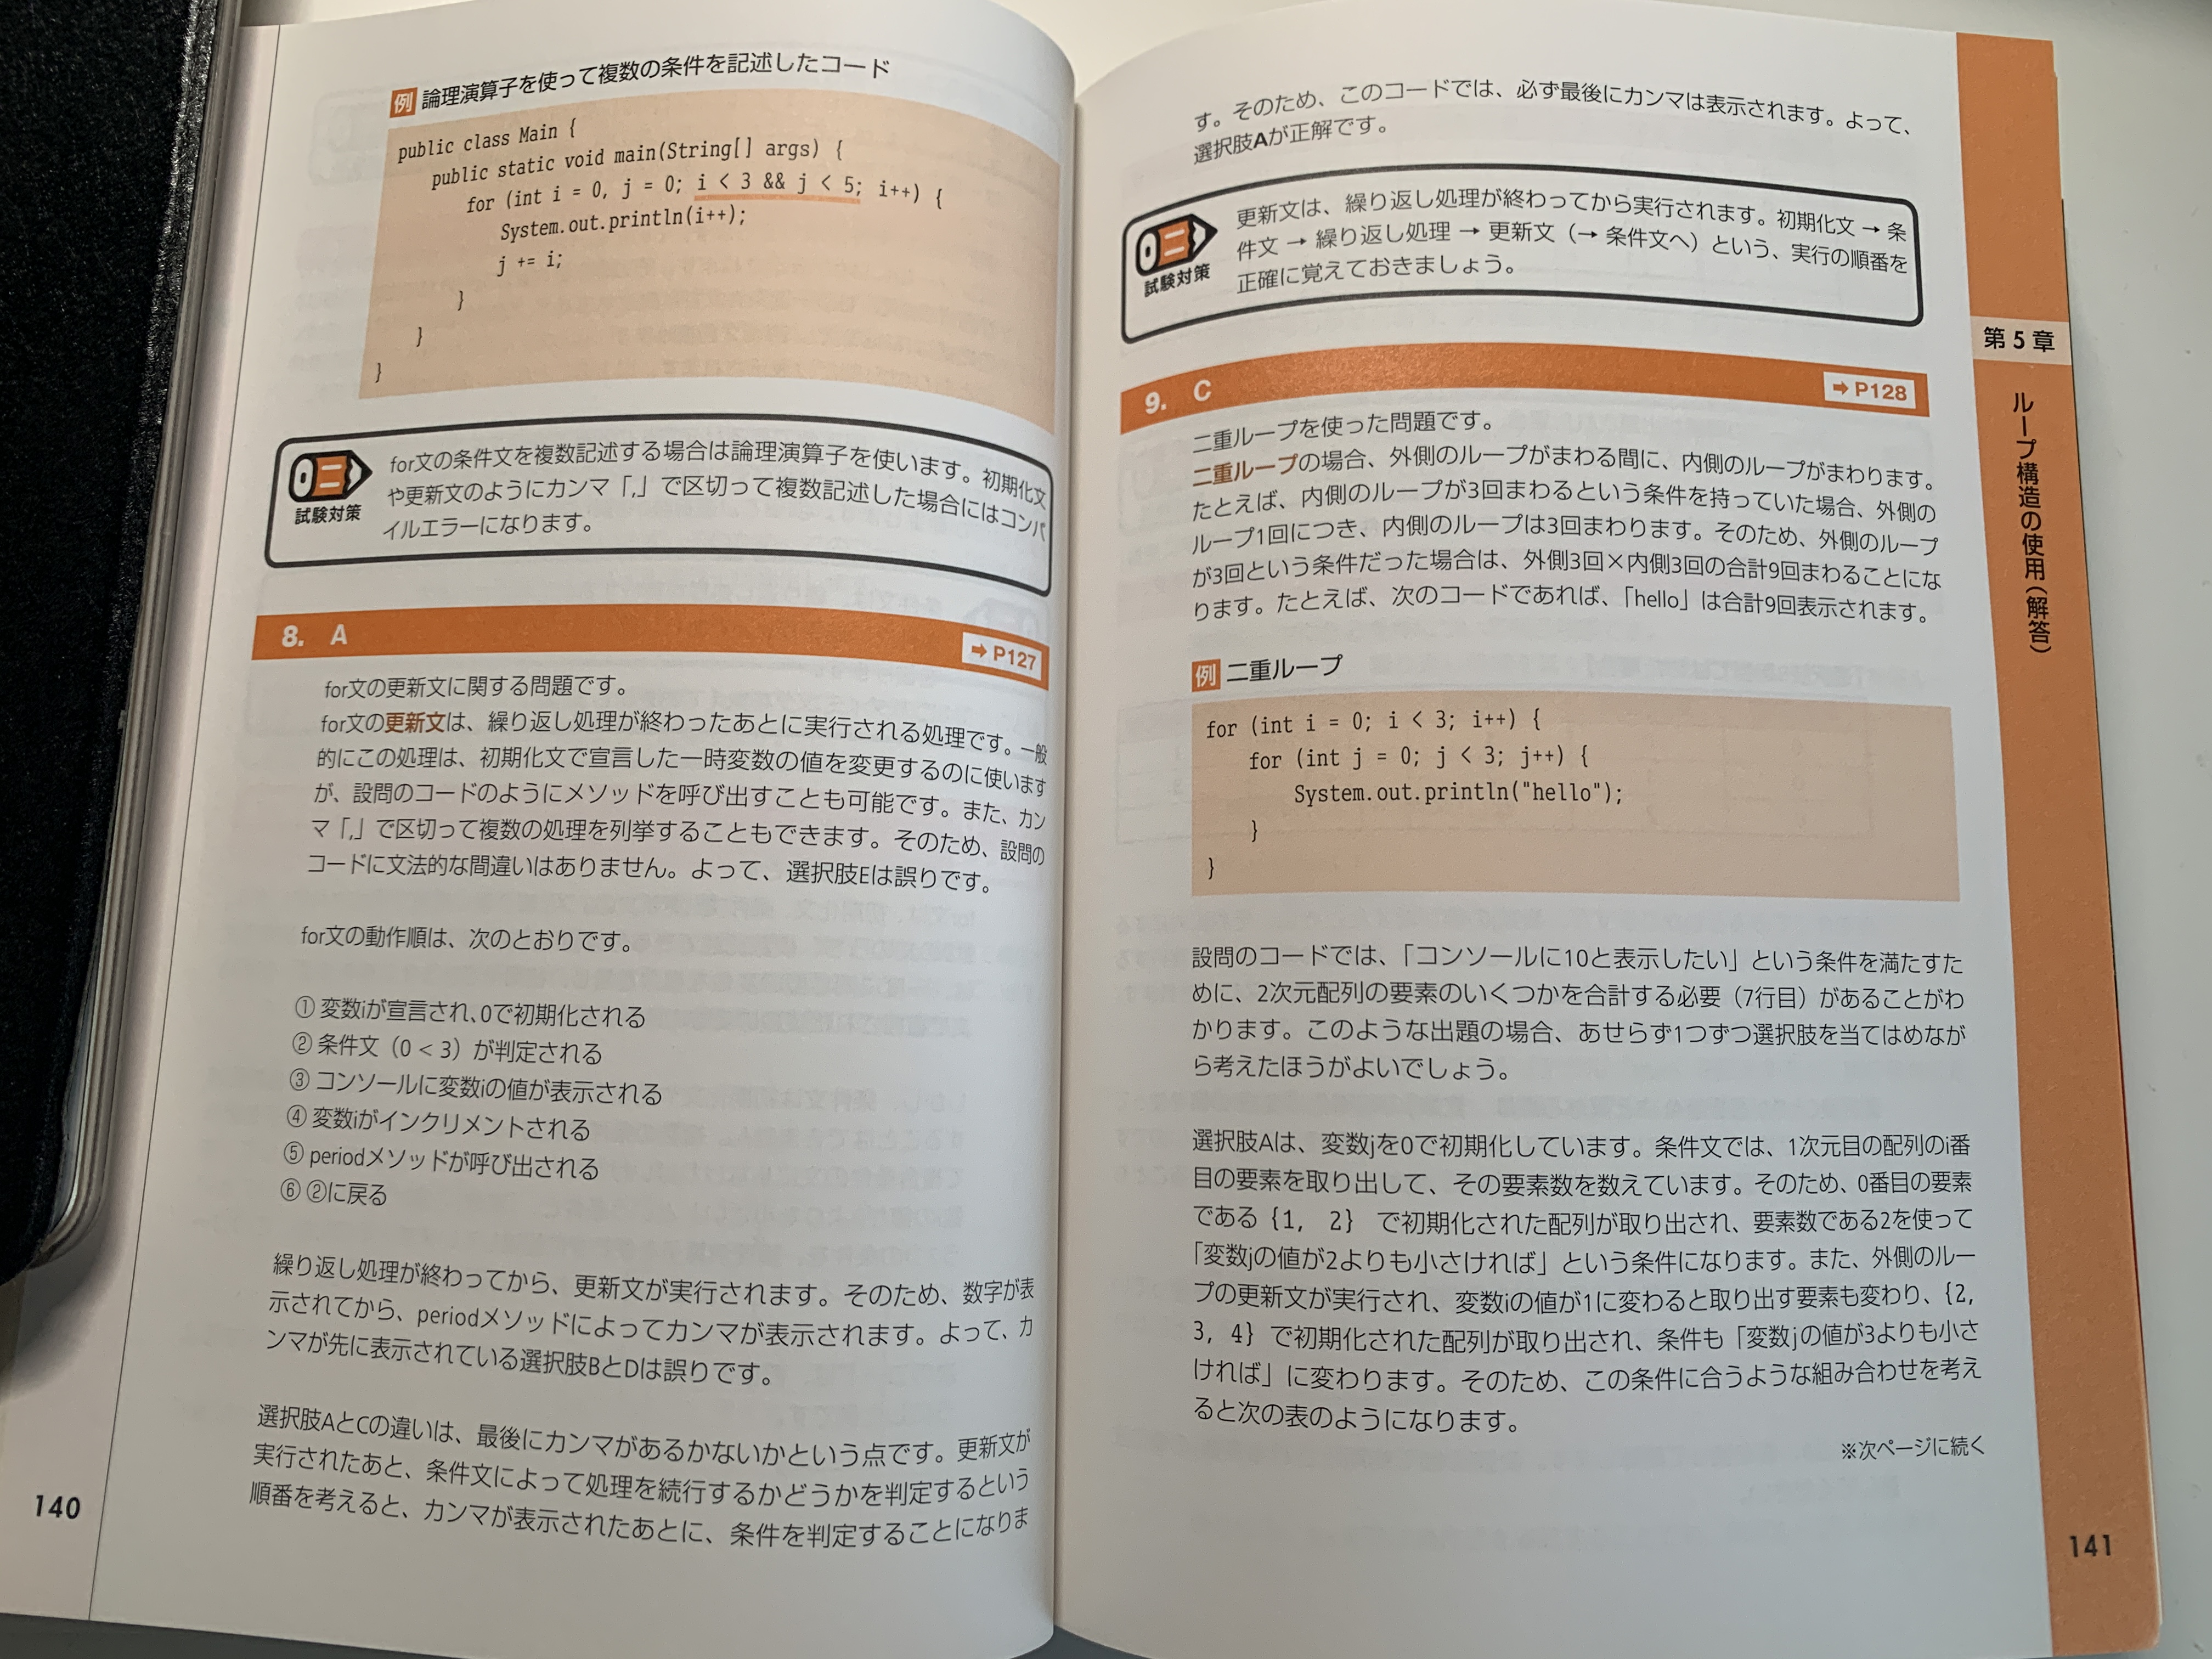 例 論理演算子を使って複数の条件を記述したコード
public class Main {
public static void main(String[] args) {
for (int i = 0, j = 0; i < 3 && j < 5; i++) {
System.out.println(i++);
j += i;
}
}
}
試験対策
for文の条件文を複数記述する場合は論理演算子を使います。初期化文
や更新文のようにカンマ「,」で区切って複数記述した場合にはコンパ
イルエラーになります。
8. A
➡ P127
for文の更新文に関する問題です。
for文の更新文は、繰り返し処理が終わったあとに実行される処理です。一般
的にこの処理は、初期化文で宣言した一時変数の値を変更するのに使います
が、設問のコードのようにメソッドを呼び出すことも可能です。また、カン
マ「,」で区切って複数の処理を列挙することもできます。そのため、設問の
コードに文法的な間違いはありません。よって、選択肢Eは誤りです。
for文の動作順は、次のとおりです。
① 変数iが宣言され、0で初期化される
② 条件文（0 < 3）が判定される
③ コンソールに変数iの値が表示される
④ 変数iがインクリメントされる
⑤ periodメソッドが呼び出される
⑥ ②に戻る
繰り返し処理が終わってから、更新文が実行されます。そのため、数字が表
示されてから、periodメソッドによってカンマが表示されます。よって、カ
ンマが先に表示されている選択肢BとDは誤りです。
選択肢AとCの違いは、最後にカンマがあるかないかという点です。更新文が
実行されたあと、条件文によって処理を続行するかどうかを判定するという
順番を考えると、カンマが表示されたあとに、条件を判定することになりま
140
す。そのため、このコードでは、必ず最後にカンマは表示されます。よって、
選択肢Aが正解です。
試験対策
更新文は、繰り返し処理が終わってから実行されます。初期化文 → 条
件文 → 繰り返し処理 → 更新文（→ 条件文へ）という、実行の順番を
正確に覚えておきましょう。
9. C
➡ P128
二重ループを使った問題です。
二重ループの場合、外側のループがまわる間に、内側のループがまわります。
たとえば、内側のループが3回まわるという条件を持っていた場合、外側の
ループ1回につき、内側のループは3回まわります。そのため、外側のループ
が3回という条件だった場合は、外側3回×内側3回の合計9回まわることにな
ります。たとえば、次のコードであれば、「hello」は合計9回表示されます。
例 二重ループ
for (int i = 0; i < 3; i++) {
for (int j = 0; j < 3; j++) {
System.out.println("hello");
}
}
設問のコードでは、「コンソールに10と表示したい」という条件を満たすた
めに、2次元配列の要素のいくつかを合計する必要（7行目）があることがわ
かります。このような出題の場合、あせらず1つずつ選択肢を当てはめなが
ら考えたほうがよいでしょう。
選択肢Aは、変数jを0で初期化しています。条件文では、1次元目の配列のi番
目の要素を取り出して、その要素数を数えています。そのため、0番目の要素
である {1, 2} で初期化された配列が取り出され、要素数である2を使って
「変数jの値が2よりも小さければ」という条件になります。また、外側のルー
プの更新文が実行され、変数iの値が1に変わると取り出す要素も変わり、{2,
3, 4} で初期化された配列が取り出され、条件も「変数jの値が3よりも小さ
ければ」に変わります。そのため、この条件に合うような組み合わせを考え
ると次の表のようになります。
※次ページに続く
第5章
ループ構造の使用（解答）
141